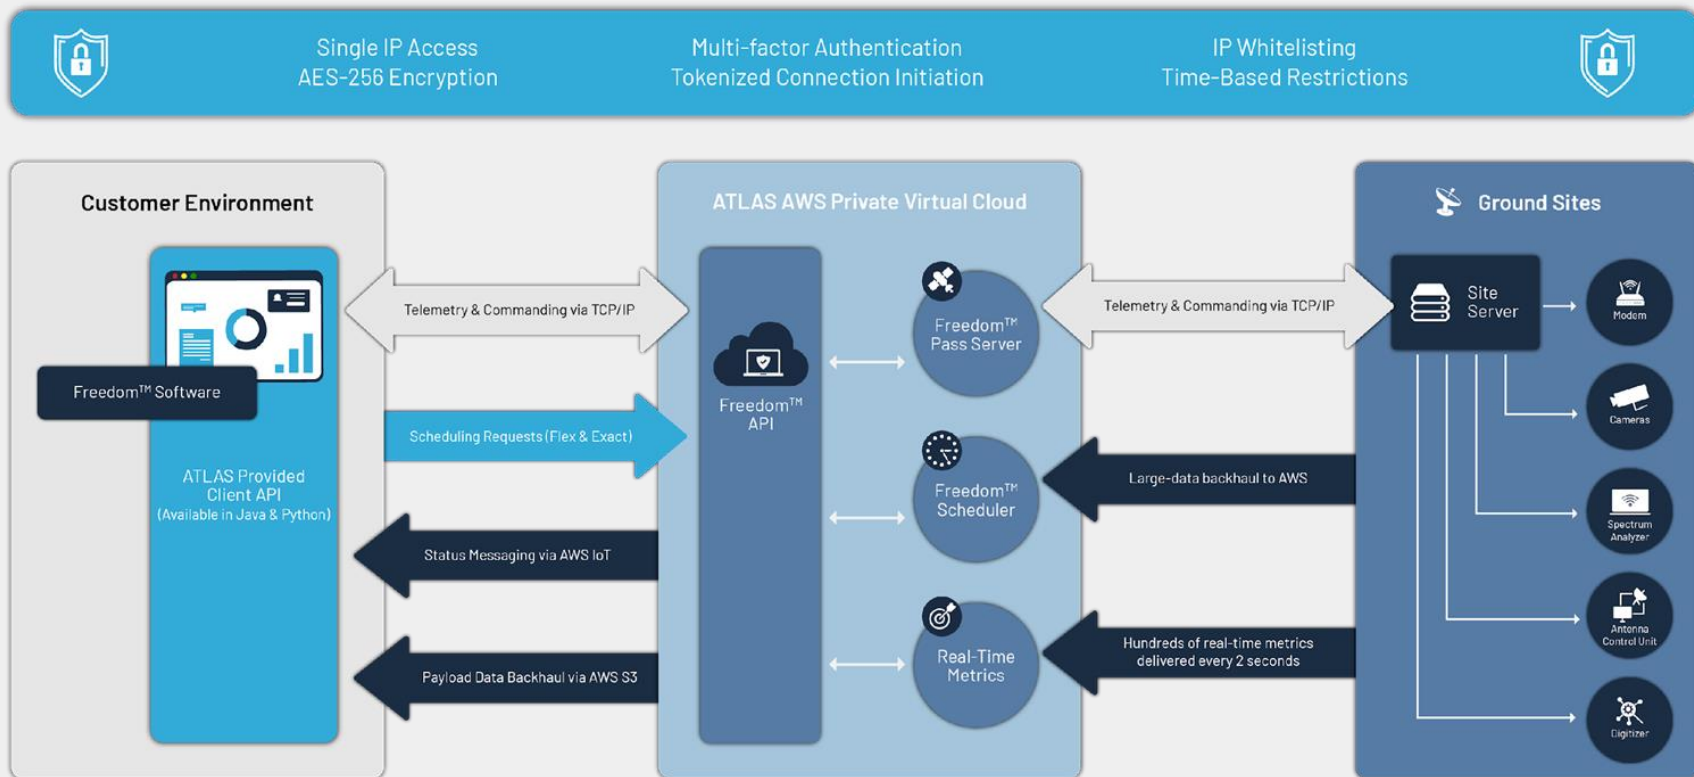 Single IP Access
AES-256 Encryption
Multi-factor Authentication
Tokenized Connection Initiation
IP Whitelisting
Time-Based Restrictions
Customer Environment
Freedom™ Software
ATLAS Provided
Client API
(Available in Java & Python)
Telemetry & Commanding via TCP/IP
Scheduling Requests (Flex & Exact)
Status Messaging via AWS IoT
Payload Data Backhaul via AWS S3
ATLAS AWS Private Virtual Cloud
Freedom™
API
Freedom™
Pass Server
Freedom™
Scheduler
Real-Time
Metrics
Telemetry & Commanding via TCP/IP
Large-data backhaul to AWS
Hundreds of real-time metrics
delivered every 2 seconds
Ground Sites
Site
Server
Modem
Cameras
Spectrum
Analyzer
Antenna
Control Unit
Digitizer